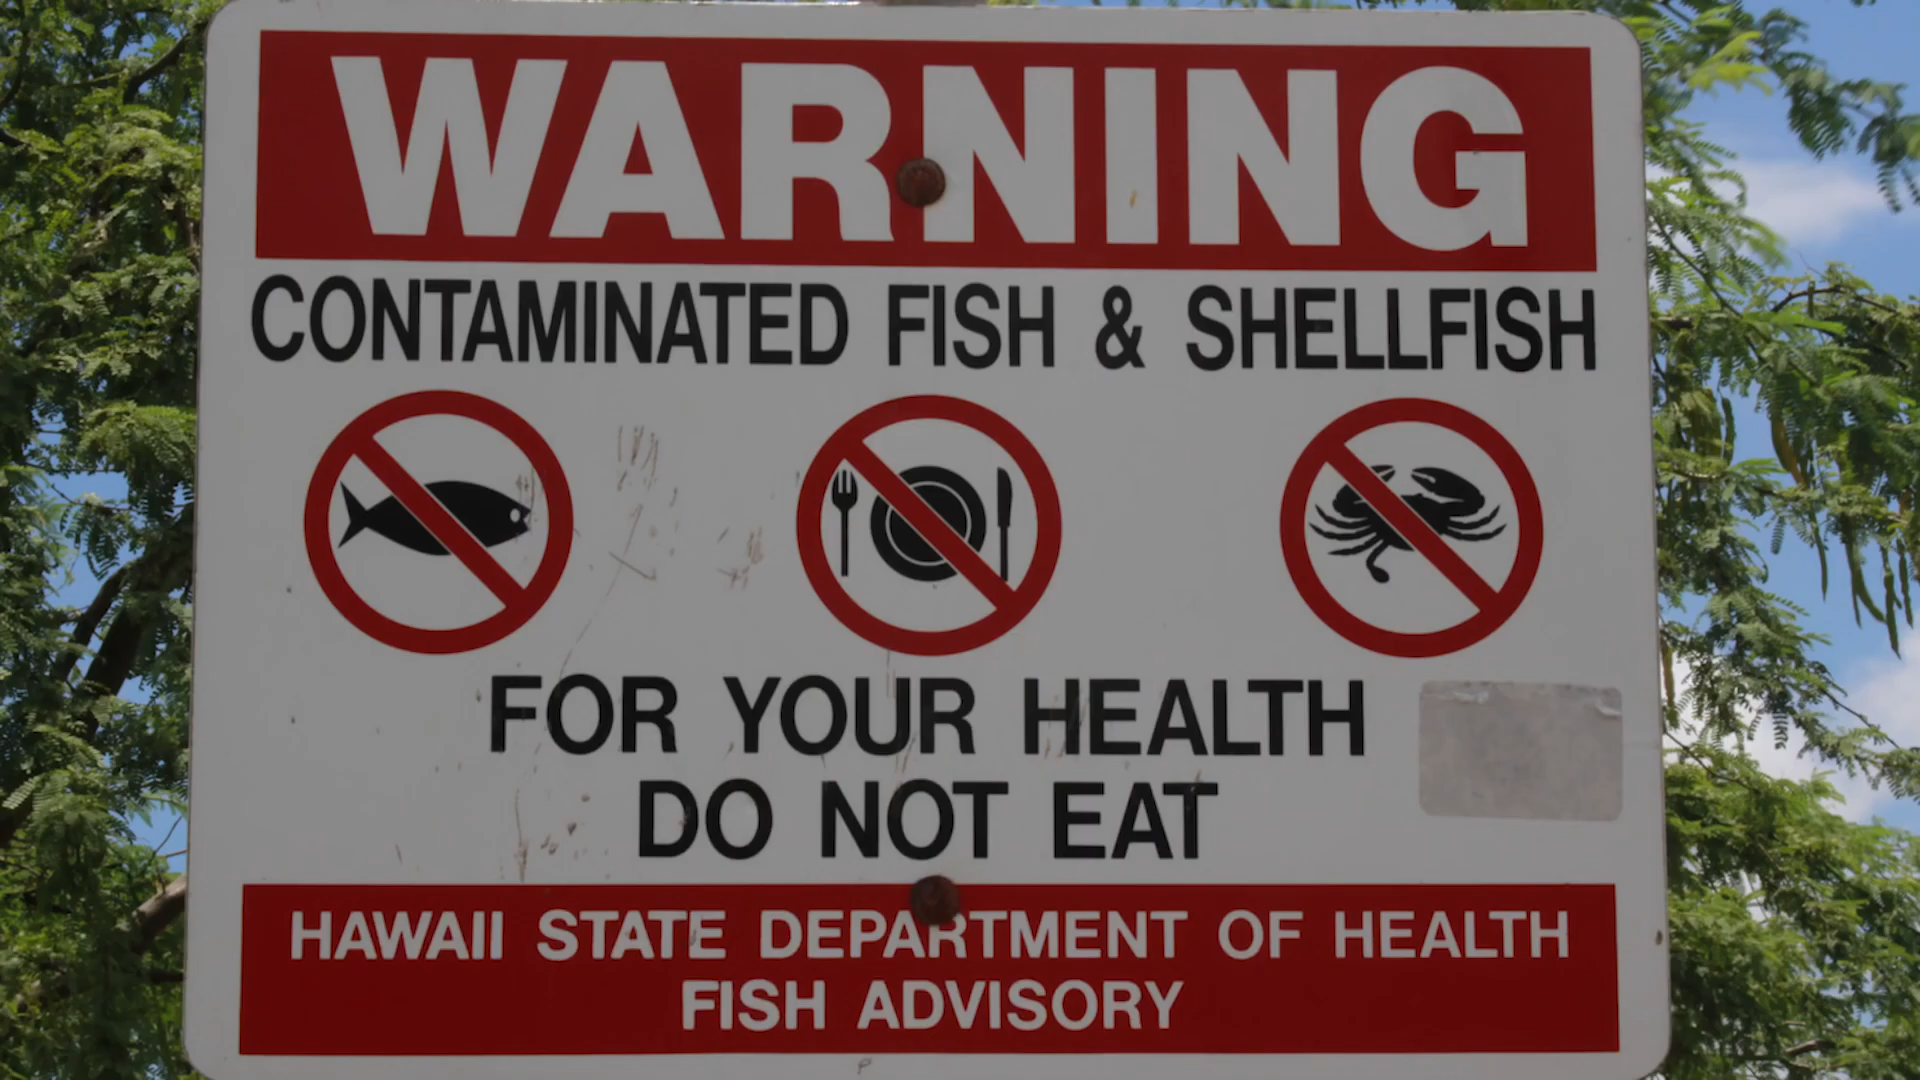 WARNING
CONTAMINATED FISH & SHELLFISH
FOR YOUR HEALTH
DO NOT EAT
HAWAII STATE DEPARTMENT OF HEALTH
FISH ADVISORY